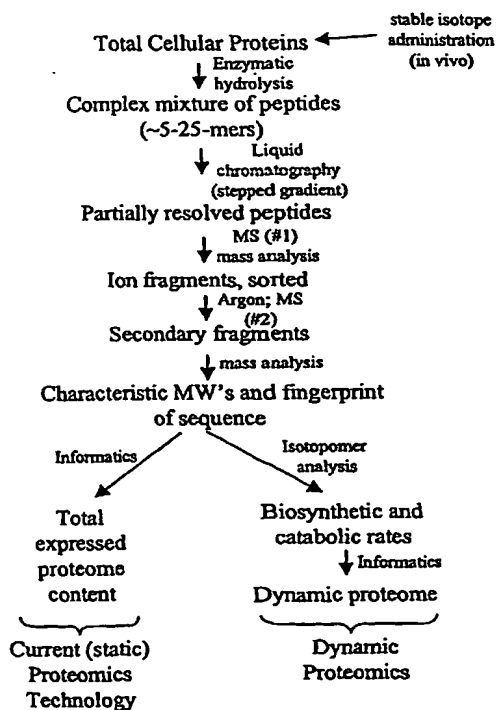 stable isotope
administration
(in vivo)
Total Cellular Proteins
Enzymatic
hydrolysis
Complex mixture of peptides
(~5-25-mers)
Liquid
chromatography
(stepped gradient)
Partially resolved peptides
MS (#1)
mass analysis
Ion fragments, sorted
Argon; MS
(#2)
Secondary fragments
mass analysis
Characteristic MW's and fingerprint
of sequence
Informatics
Isotopomer
analysis
Total
expressed
proteome
content
Current (static)
Proteomics
Technology
Biosynthetic and
catabolic rates
Informatics
Dynamic proteome
Dynamic
Proteomics